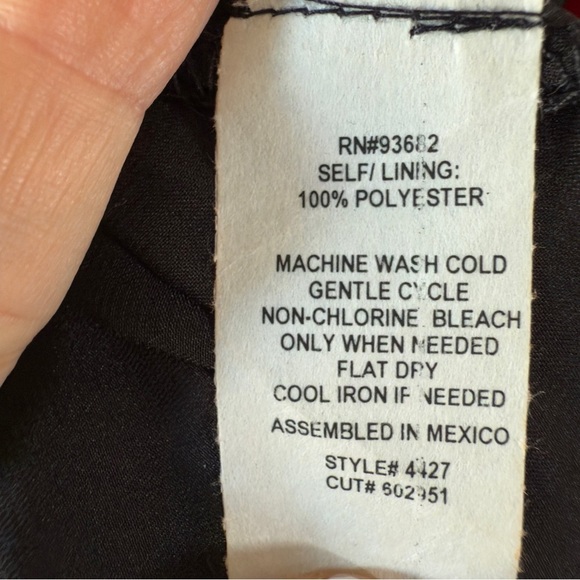 RN#93682
SELF/ LINING:
100% POLYESTER
MACHINE WASH COLD
GENTLE CYCLE
NON-CHLORINE BLEACH
ONLY WHEN NEEDED
FLAT DRY
COOL IRON IF NEEDED
ASSEMBLED IN MEXICO
STYLE# 4427
CUT# 602951